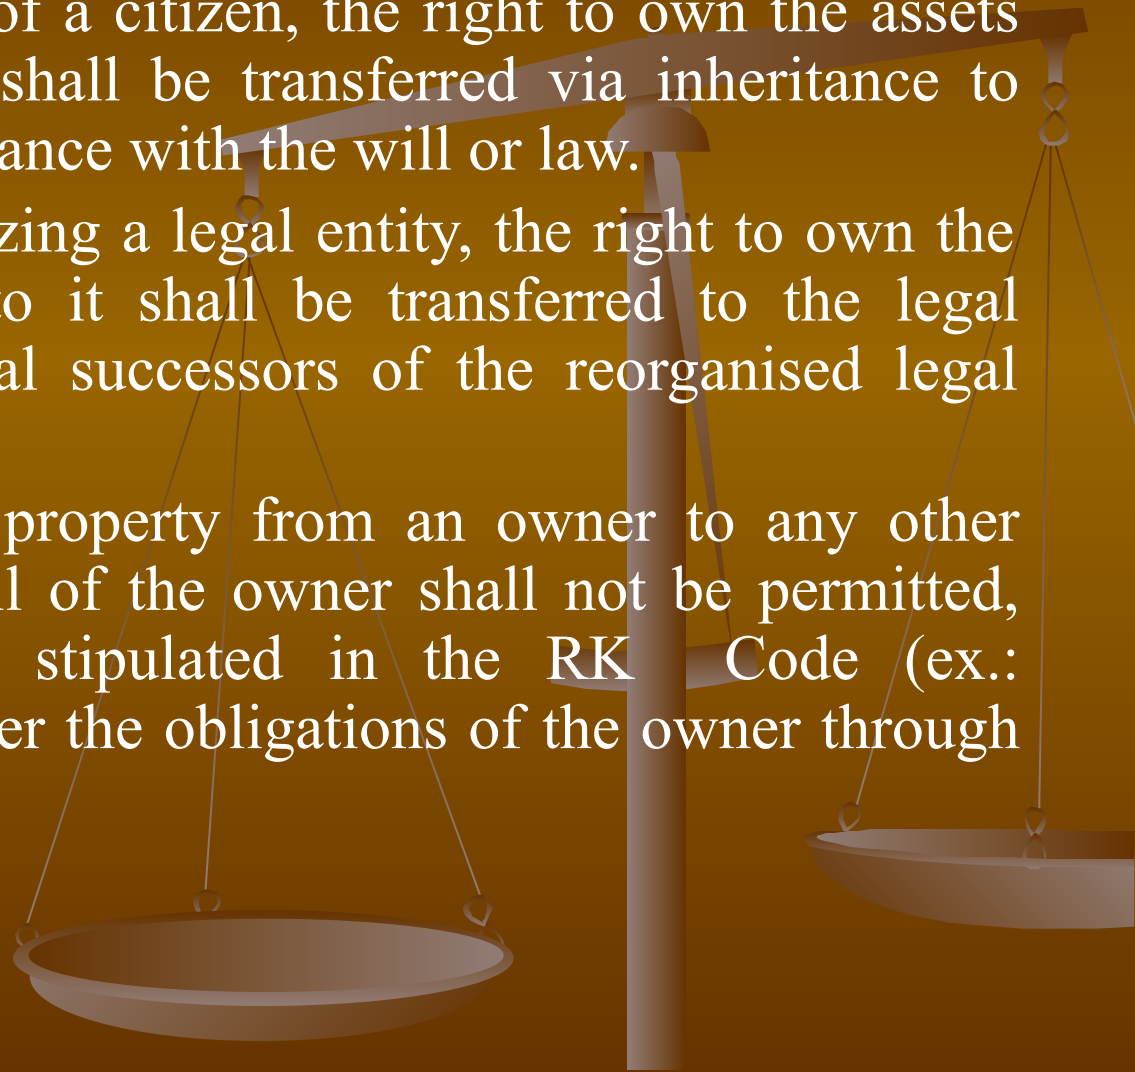 of a citizen, the right to own the assets
shall be transferred via inheritance to
ance with the will or law.
zing a legal entity, the right to own the
to it shall be transferred to the legal
al successors of the reorganised legal
property from an owner to any other
ll of the owner shall not be permitted,
stipulated in the RK Code (ex.:
er the obligations of the owner through